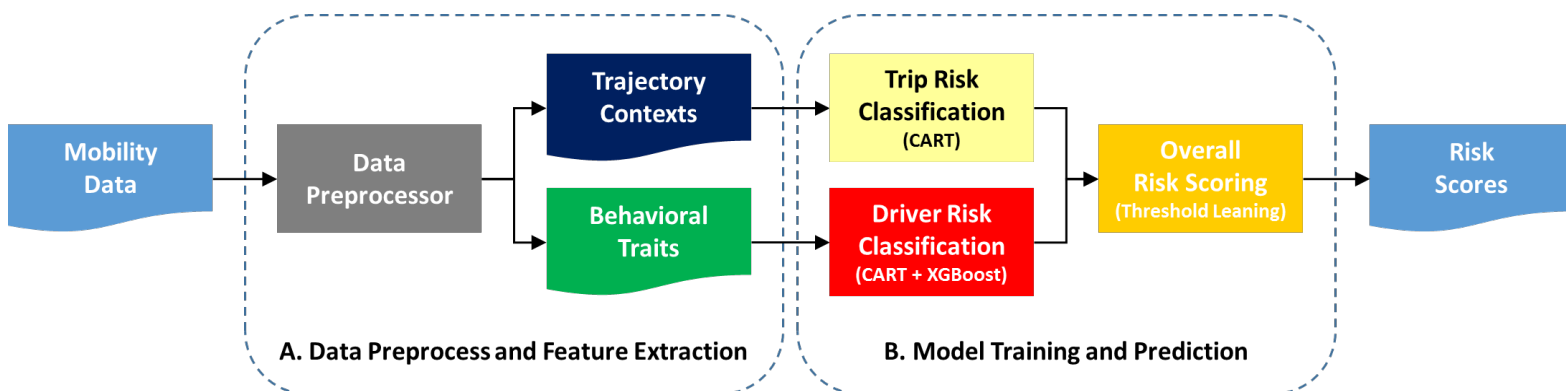 Mobility
Data
Data
Preprocessor
Trajectory
Contexts
Behavioral
Traits
A. Data Preprocess and Feature Extraction
Trip Risk
Classification
(CART)
Driver Risk
Classification
(CART + XGBoost)
Overall
Risk Scoring
(Threshold Leaning)
B. Model Training and Prediction
Risk
Scores